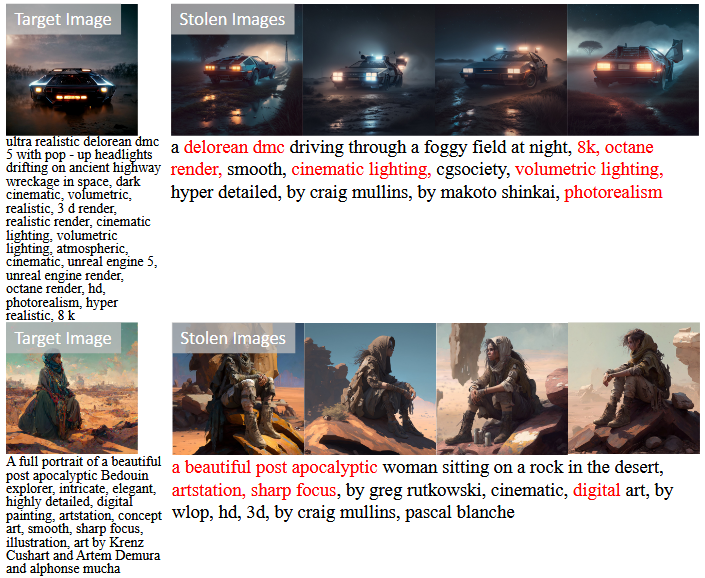 Target Image
Stolen Images
ultra realistic delorean dmc
5 with pop - up headlights
drifting on ancient highway
wreckage in space, dark
cinematic, volumetric,
realistic, 3 d render,
realistic render, cinematic
lighting, volumetric
lighting, atmospheric,
cinematic, unreal engine 5,
unreal engine render,
octane render, hd,
photorealism, hyper
realistic, 8 k
a delorean dmc driving through a foggy field at night, 8k, octane
render, smooth, cinematic lighting, cgsociety, volumetric lighting,
hyper detailed, by craig mullins, by makoto shinkai, photorealism
Target Image
Stolen Images
A full portrait of a beautiful
post apocalyptic Bedouin
explorer, intricate, elegant,
highly detailed, digital
painting, artstation, concept
art, smooth, sharp focus,
illustration, art by Krenz
Cushart and Artem Demura
and alphonse mucha
a beautiful post apocalyptic woman sitting on a rock in the desert,
artstation, sharp focus, by greg rutkowski, cinematic, digital art, by
wlop, hd, 3d, by craig mullins, pascal blanche